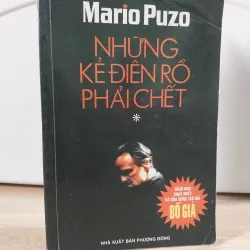 Mario Puzo
NHỮNG
KẺ ĐIÊN RỒ
PHẢI CHẾT
*
BỐ GIÀ
NHÀ XUẤT BẢN PHƯƠNG ĐÔNG